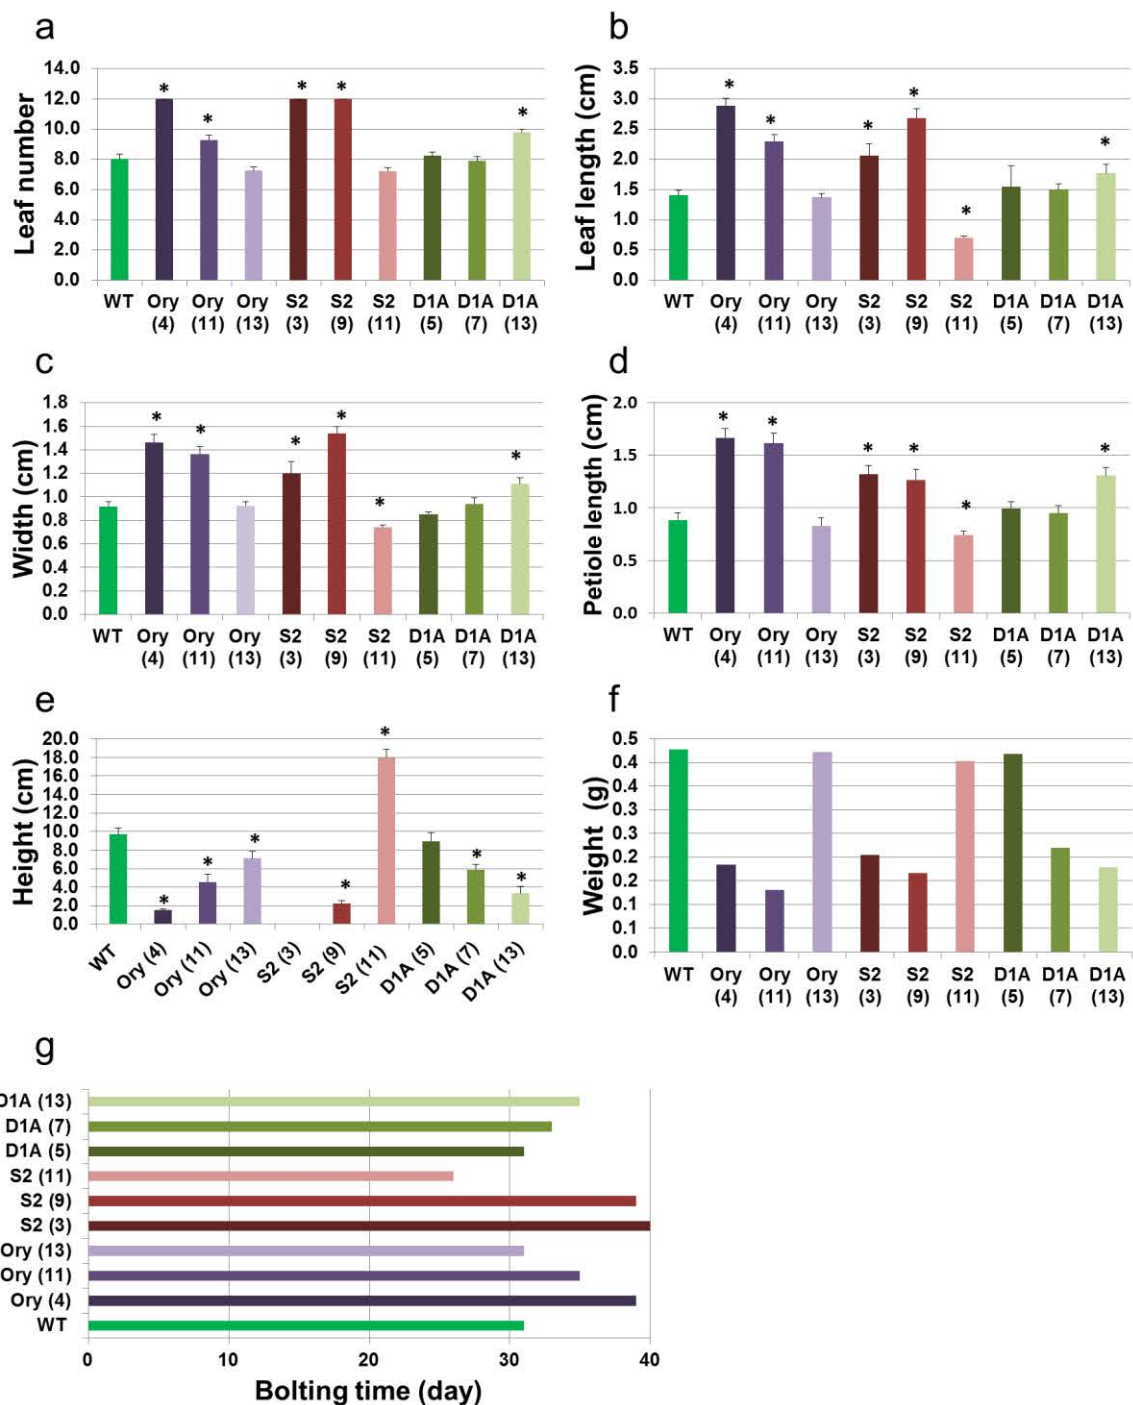 a
Leaf number
14.0
12.0
10.0
8.0
6.0
4.0
2.0
0.0
* * * * * *
WT Ory Ory Ory S2 S2 S2 D1A D1A D1A
(4) (11) (13) (3) (9) (11) (5) (7) (13)
b
Leaf length (cm)
3.5
3.0
2.5
2.0
1.5
1.0
0.5
0.0
* * * * * *
WT Ory Ory Ory S2 S2 S2 D1A D1A D1A
(4) (11) (13) (3) (9) (11) (5) (7) (13)
c
Width (cm)
1.8
1.6
1.4
1.2
1.0
0.8
0.6
0.4
0.2
0.0
* * * * * *
WT Ory Ory Ory S2 S2 S2 D1A D1A D1A
(4) (11) (13) (3) (9) (11) (5) (7) (13)
d
Petiole length (cm)
2.0
1.5
1.0
0.5
0.0
* * * * * *
WT Ory Ory Ory S2 S2 S2 D1A D1A D1A
(4) (11) (13) (3) (9) (11) (5) (7) (13)
e
Height (cm)
20.0
18.0
16.0
14.0
12.0
10.0
8.0
6.0
4.0
2.0
0.0
* * * * * * *
WT Ory (4) Ory (11) Ory (13) S2 (3) S2 (9) S2 (11) D1A (5) D1A (7) D1A (13)
f
Weight (g)
0.5
0.4
0.4
0.3
0.3
0.2
0.2
0.1
0.1
0.0
WT Ory Ory Ory S2 S2 S2 D1A D1A D1A
(4) (11) (13) (3) (9) (11) (5) (7) (13)
g
D1A (13)
D1A (7)
D1A (5)
S2 (11)
S2 (9)
S2 (3)
Ory (13)
Ory (11)
Ory (4)
WT
0 10 20 30 40
Bolting time (day)